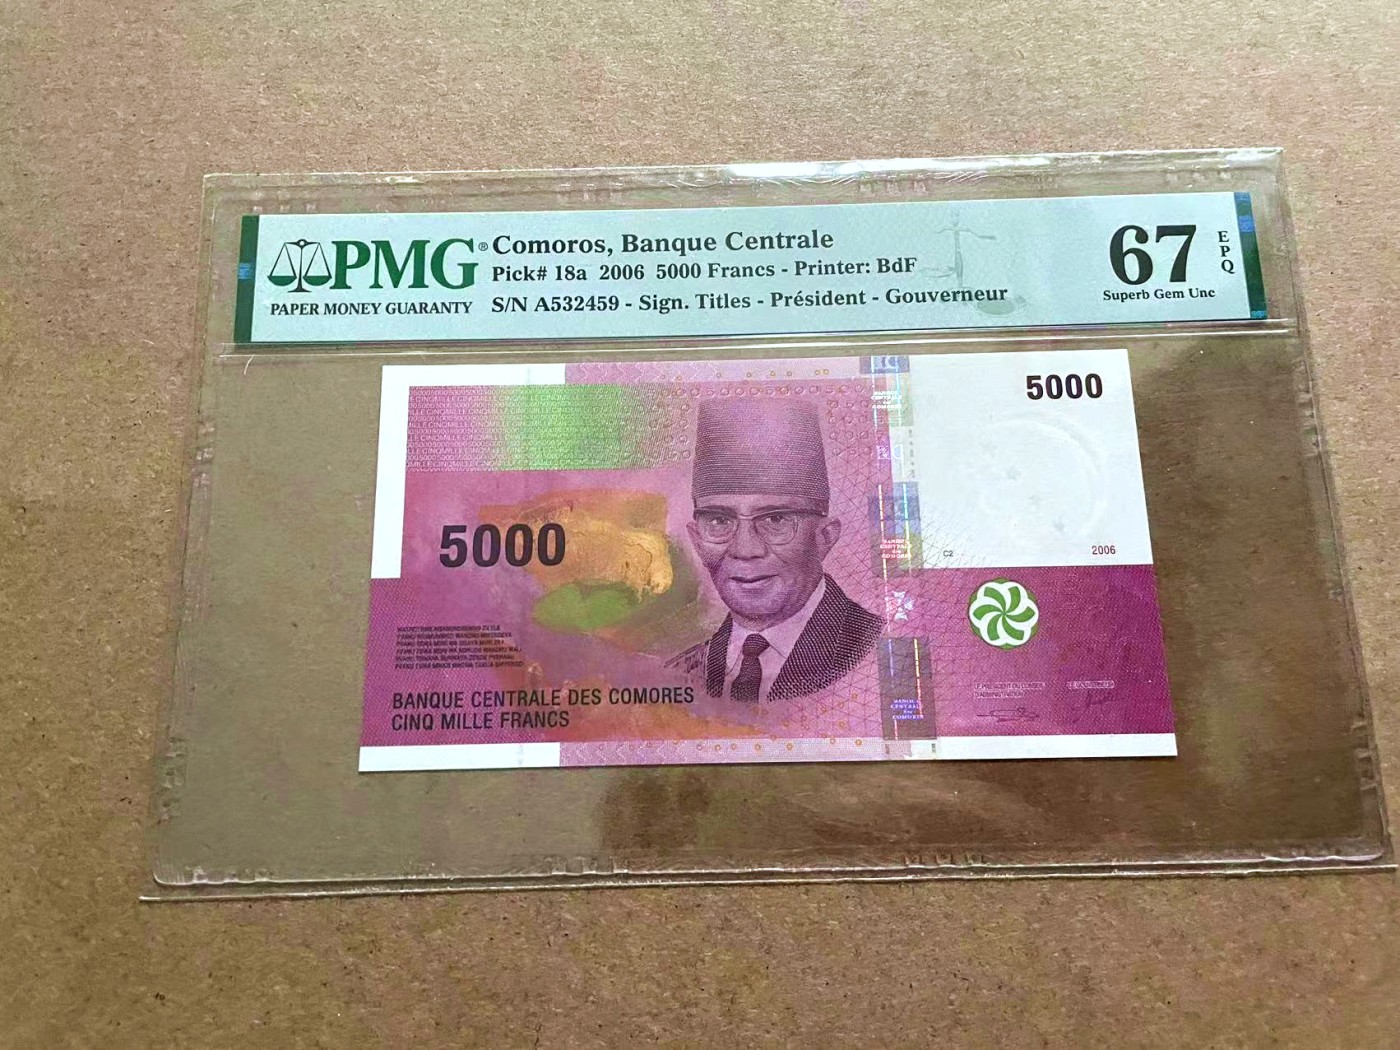 PMG®
PAPER MONEY GUARANTY
Comoros, Banque Centrale
Pick# 18a 2006 5000 Francs - Printer: BdF
S/N A532459 - Sign. Titles - Président - Gouverneur
67
EPQ
Superb Gem Unc
5000
5000
C2
2006
BANQUE CENTRALE DES COMORES
CINQ MILLE FRANCS